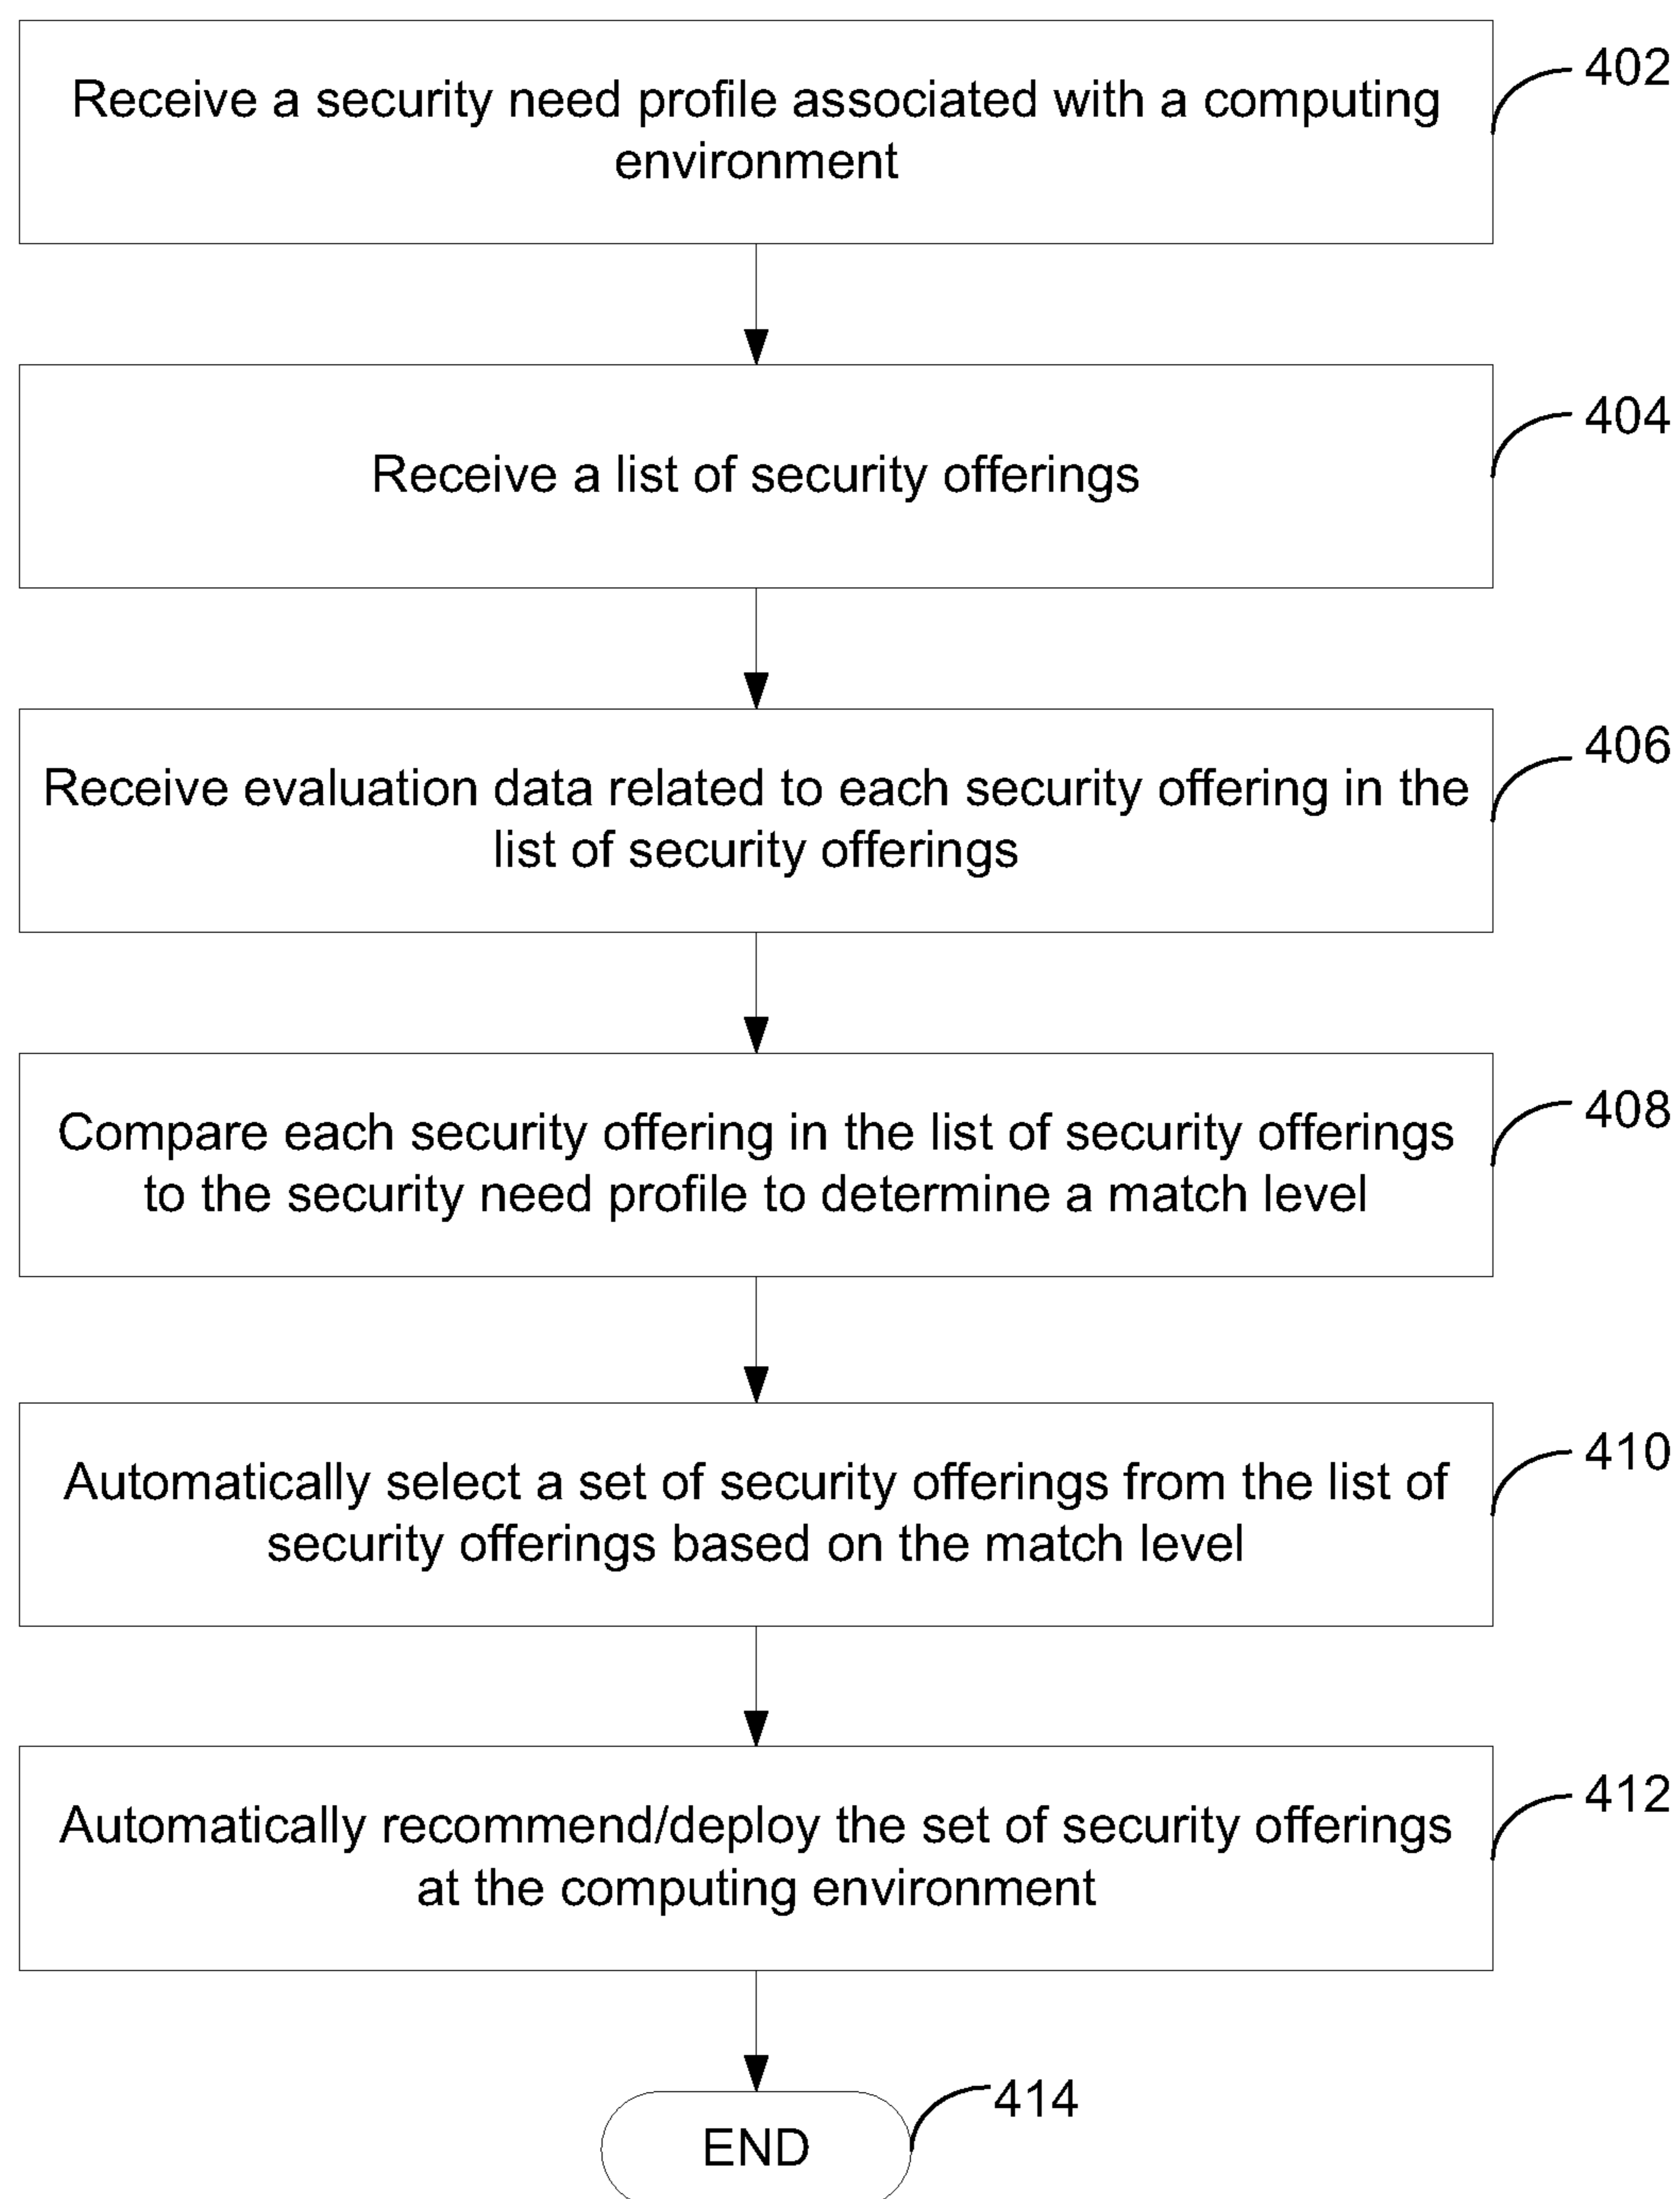 Receive a security need profile associated with a computing
environment
402
Receive a list of security offerings
404
Receive evaluation data related to each security offering in the
list of security offerings
406
Compare each security offering in the list of security offerings
to the security need profile to determine a match level
408
Automatically select a set of security offerings from the list of
security offerings based on the match level
410
Automatically recommend/deploy the set of security offerings
at the computing environment
412
END
414